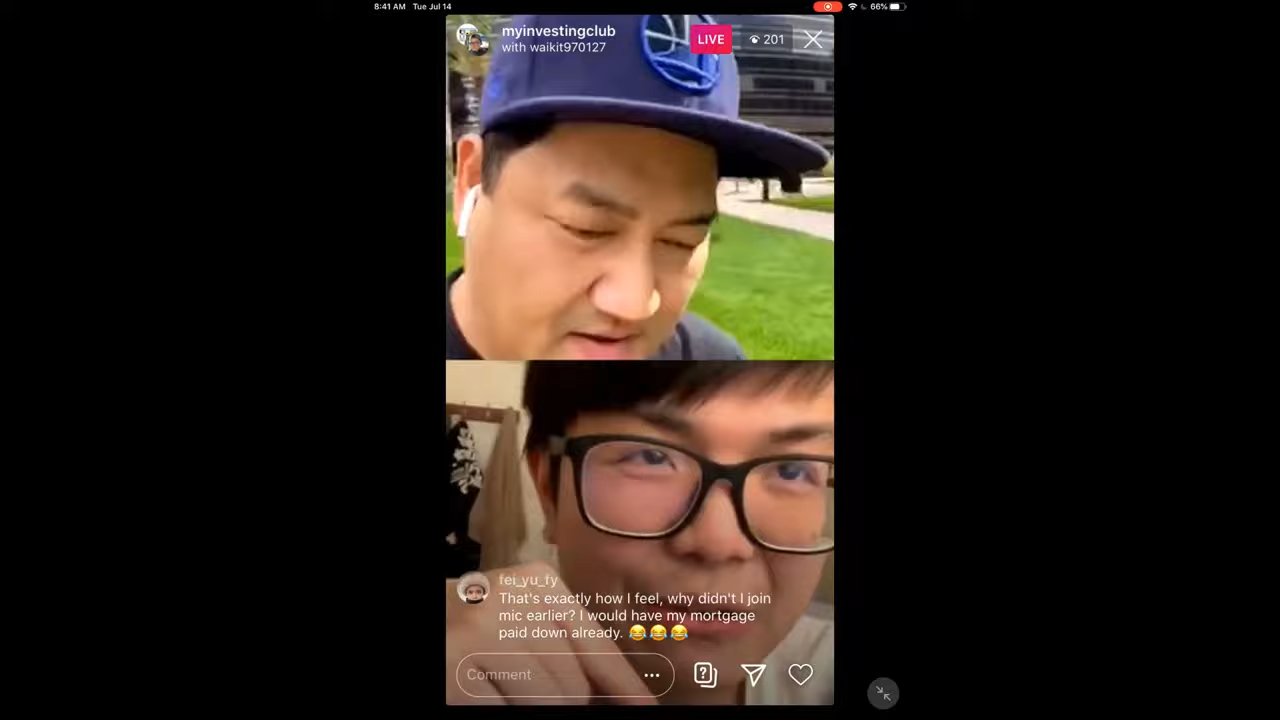 8:41 AM Tue Jul 14
66%
myinvestingclub
with waikit970127
LIVE
201
fei_yu_fy
That's exactly how I feel, why didn't I join
mic earlier? I would have my mortgage
paid down already. 😂😂😂
Comment